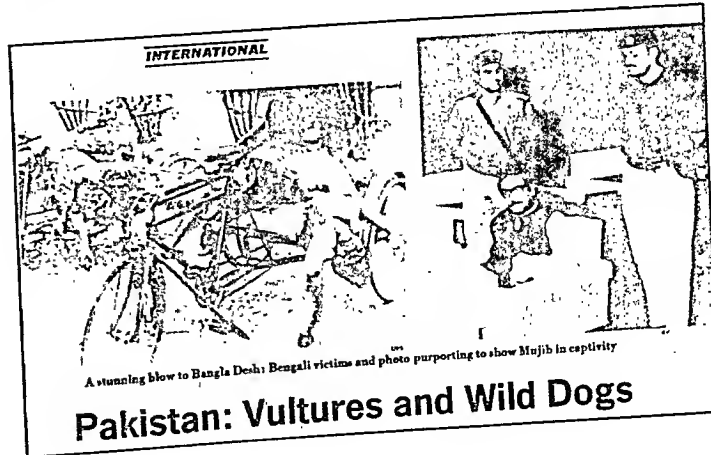 INTERNATIONAL
UPI
A stunning blow to Bangla Desh: Bengali victims and photo purporting to show Mujib in captivity
Pakistan: Vultures and Wild Dogs